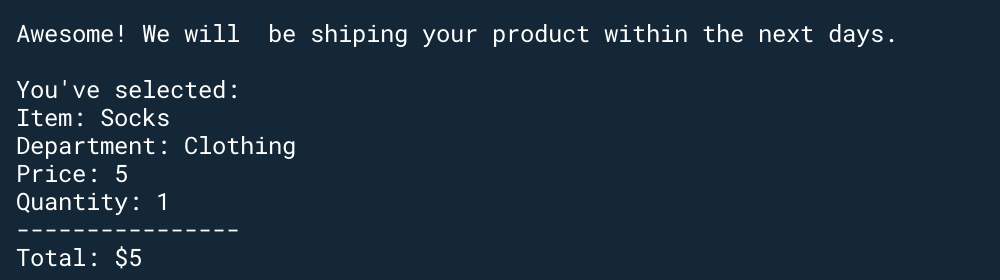 Awesome! We will  be shiping your product within the next days.
You've selected:
Item: Socks
Department: Clothing
Price: 5
Quantity: 1
----------------
Total: $5